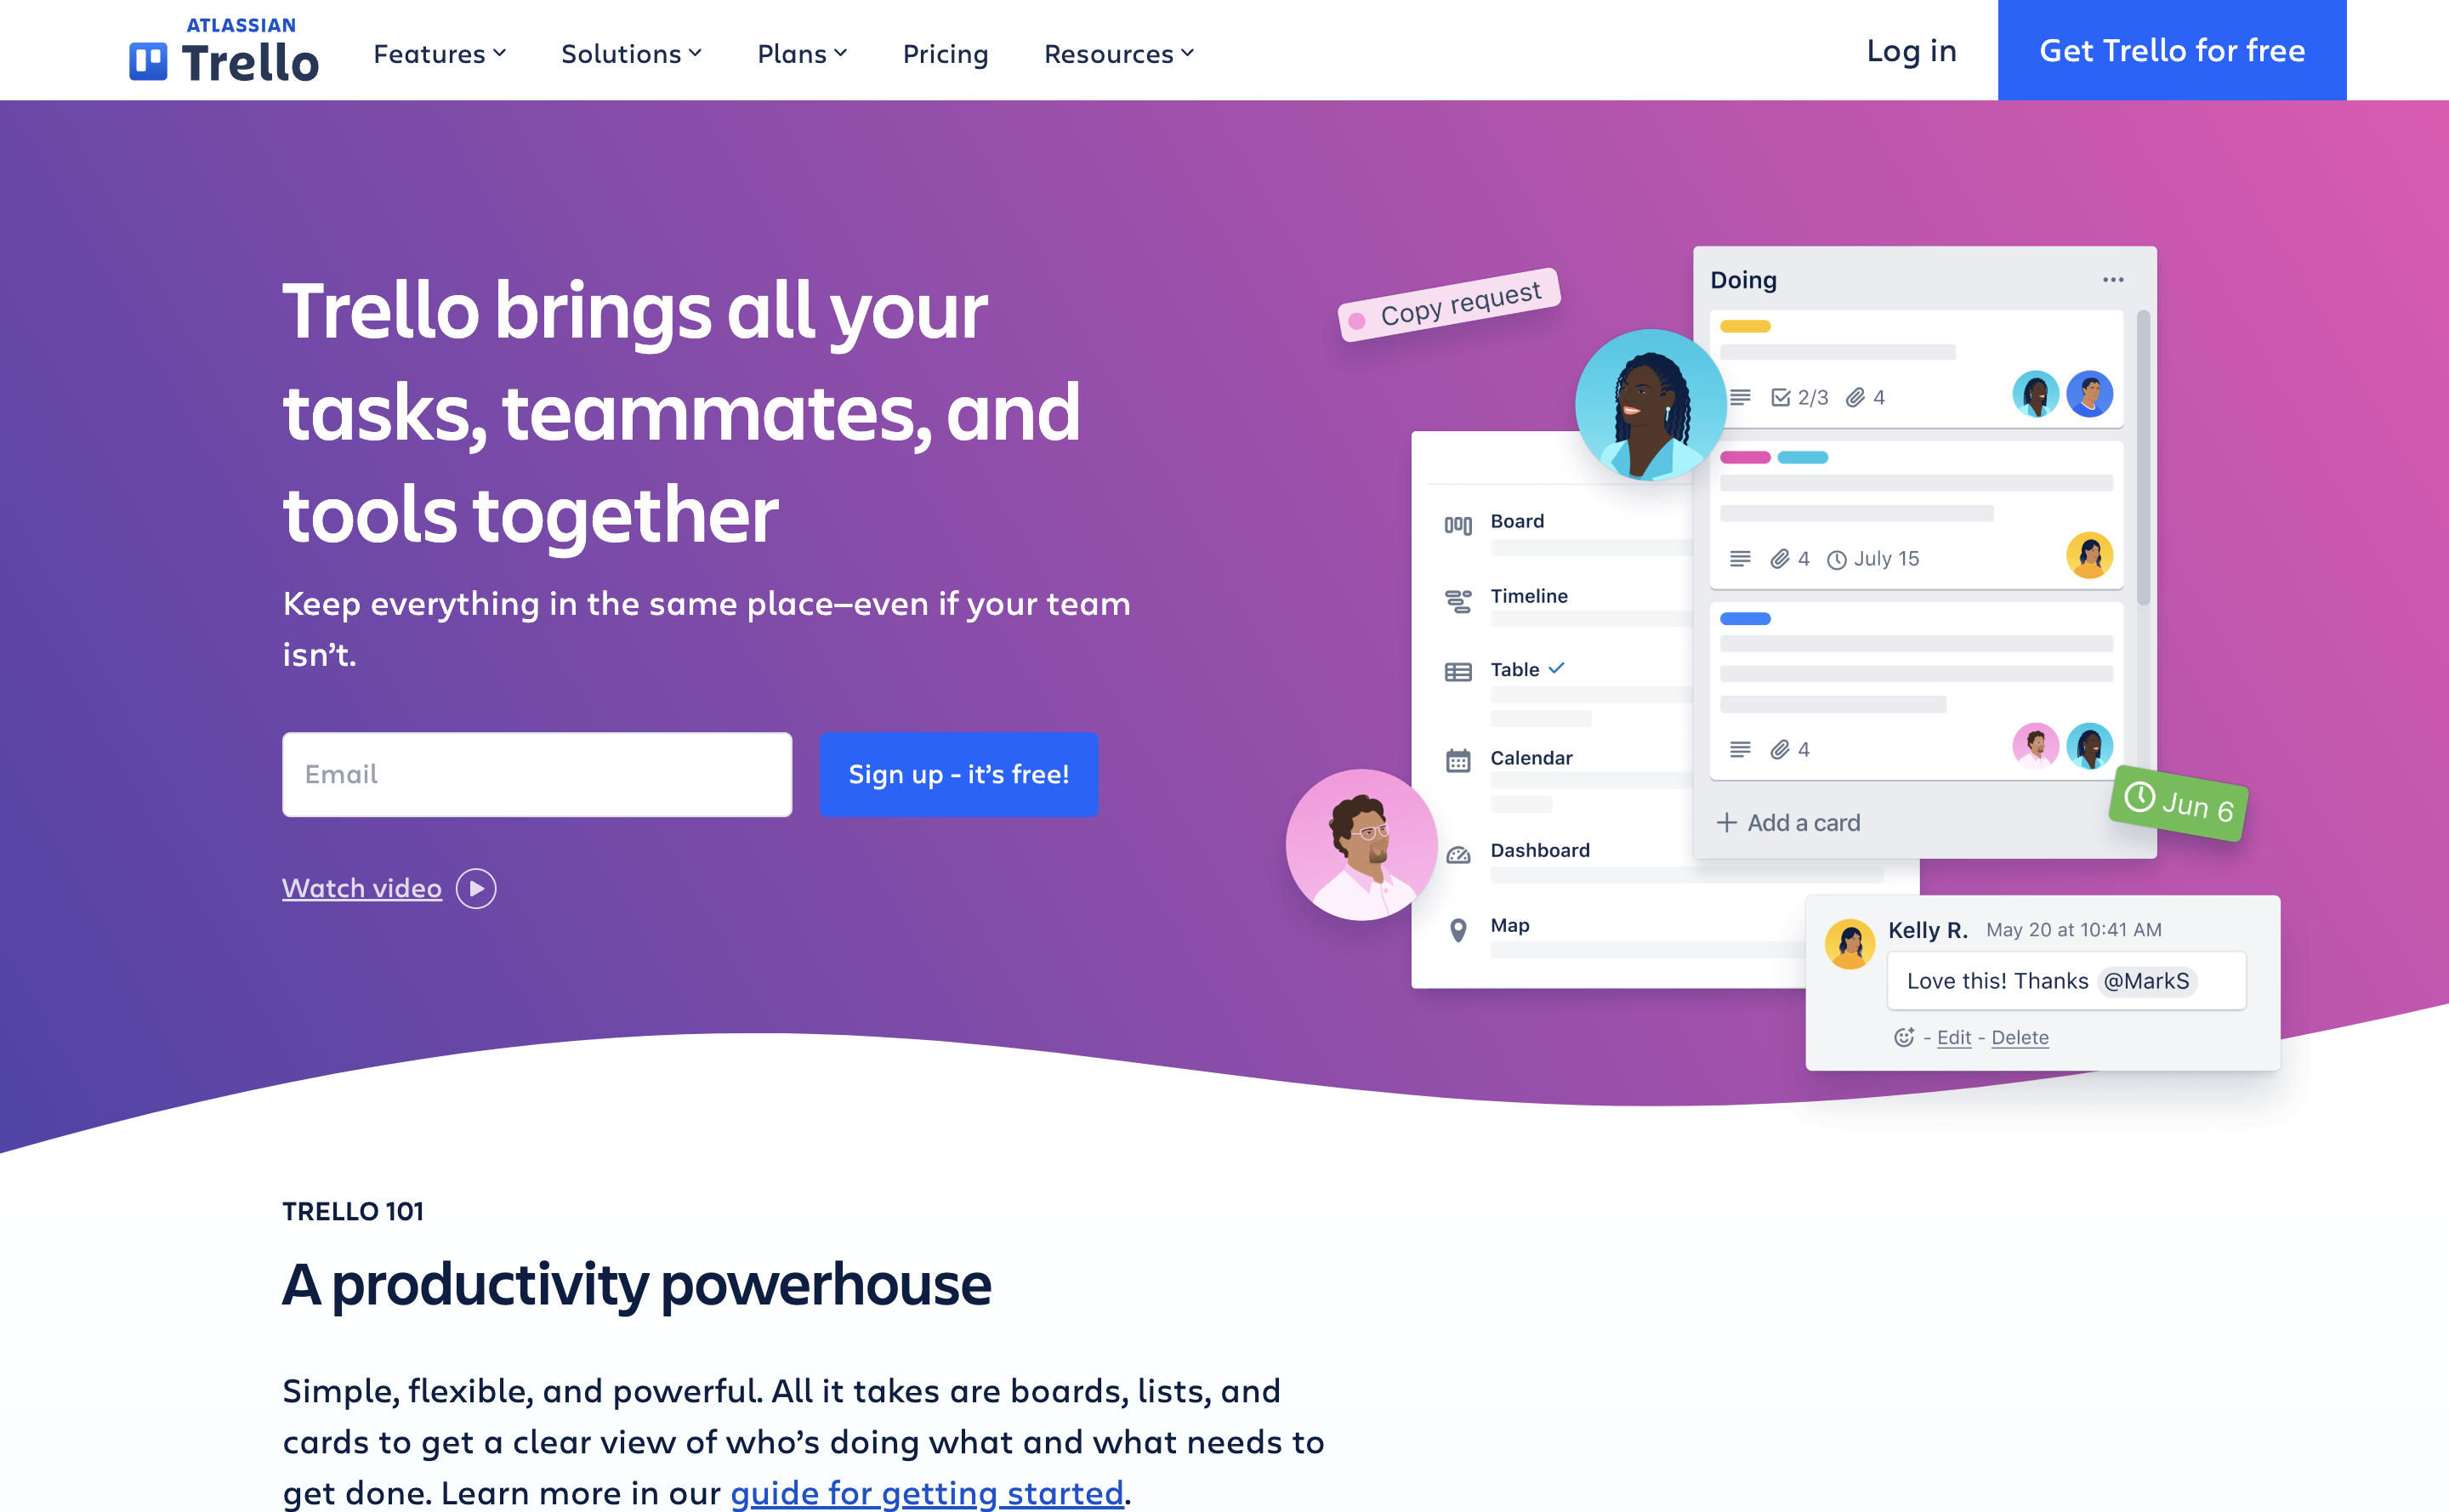 ATLASSIAN
Trello
Features
Solutions
Plans
Pricing
Resources
Log in
Get Trello for free
Trello brings all your
tasks, teammates, and
tools together
Keep everything in the same place—even if your team
isn’t.
Email
Sign up - it’s free!
Watch video
Copy request
Doing
2/3
4
4
July 15
4
+ Add a card
Jun 6
Board
Timeline
Table
Calendar
Dashboard
Map
Kelly R. May 20 at 10:41 AM
Love this! Thanks @MarkS
- Edit - Delete
TRELLO 101
A productivity powerhouse
Simple, flexible, and powerful. All it takes are boards, lists, and
cards to get a clear view of who’s doing what and what needs to
get done. Learn more in our guide for getting started.